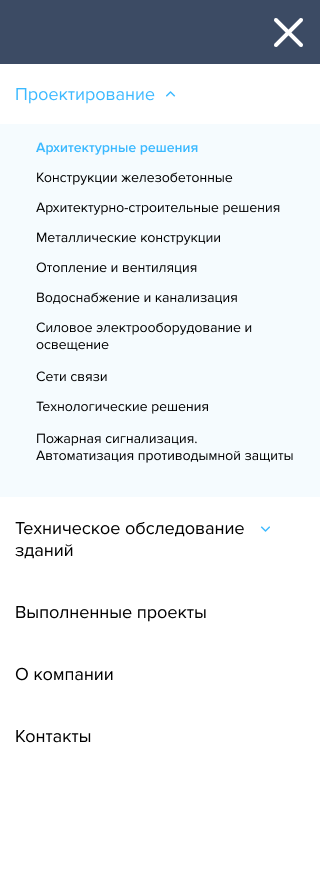 Проектирование
Архитектурные решения
Конструкции железобетонные
Архитектурно-строительные решения
Металлические конструкции
Отопление и вентиляция
Водоснабжение и канализация
Силовое электрооборудование и
освещение
Сети связи
Технологические решения
Пожарная сигнализация.
Автоматизация противодымной защиты
Техническое обследование
зданий
Выполненные проекты
О компании
Контакты